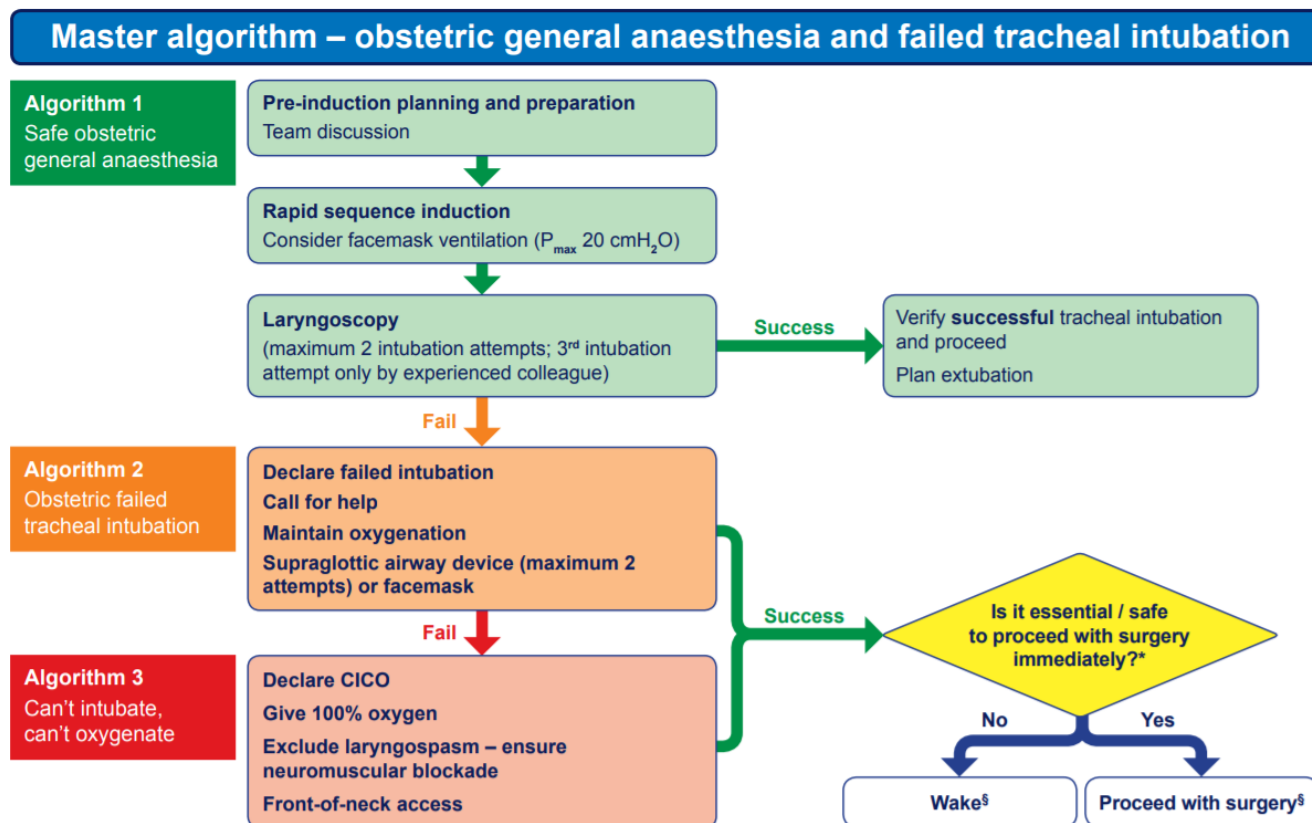 Master algorithm – obstetric general anaesthesia and failed tracheal intubation
Algorithm 1
Safe obstetric
general anaesthesia
Pre-induction planning and preparation
Team discussion
Rapid sequence induction
Consider facemask ventilation (Pmax 20 cmH2O)
Laryngoscopy
(maximum 2 intubation attempts; 3rd intubation
attempt only by experienced colleague)
Success
Verify successful tracheal intubation
and proceed
Plan extubation
Fail
Algorithm 2
Obstetric failed
tracheal intubation
Declare failed intubation
Call for help
Maintain oxygenation
Supraglottic airway device (maximum 2
attempts) or facemask
Success
Is it essential / safe
to proceed with surgery
immediately?*
Fail
Algorithm 3
Can't intubate,
can't oxygenate
Declare CICO
Give 100% oxygen
Exclude laryngospasm – ensure
neuromuscular blockade
Front-of-neck access
No
Yes
Wake§
Proceed with surgery§